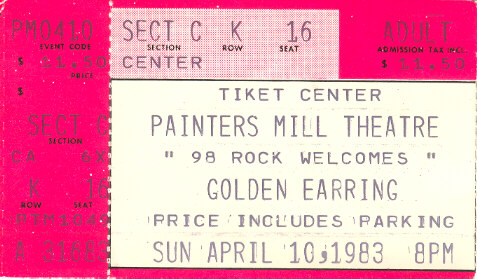 PM0410 SECT C K 16 ADULT
EVENT CODE SECTION ROW SEAT ADMISSION TAX INCL.
$ 11.50 CENTER $ 11.50
PRICE
$
TIKET CENTER
SECT C PAINTERS MILL THEATRE
SECTION
CA 6X " 98 ROCK WELCOMES "
K 16 GOLDEN EARRING
ROW SEAT
PRICE INCLUDES PARKING
SUN APRIL 10, 1983 8PM